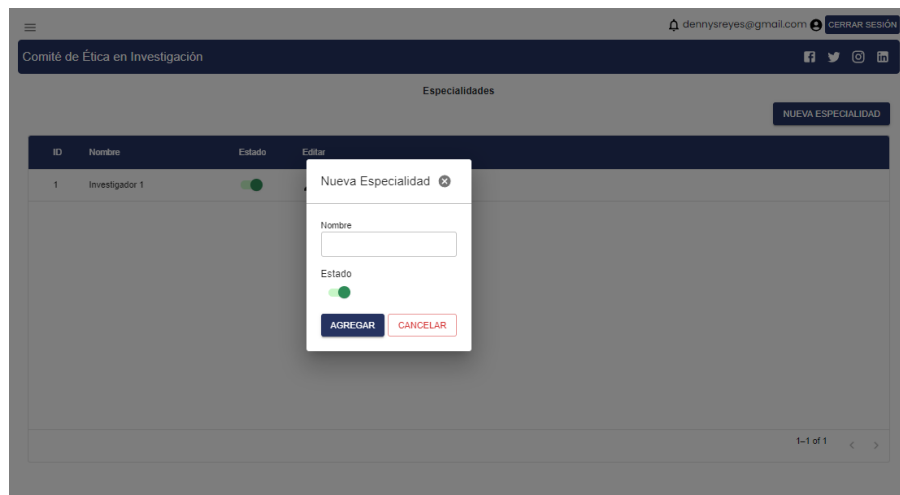 dennysreyes@gmail.com CERRAR SESIÓN
Comité de Ética en Investigación
Especialidades
NUEVA ESPECIALIDAD
ID Nombre Estado Editar
1 Investigador 1
Nueva Especialidad
Nombre
Estado
AGREGAR CANCELAR
1–1 of 1